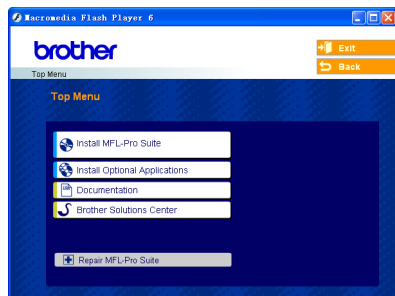 Macromedia Flash Player 6
brother
Exit
Back
Top Menu
Top Menu
Install MFL-Pro Suite
Install Optional Applications
Documentation
Brother Solutions Center
Repair MFL-Pro Suite